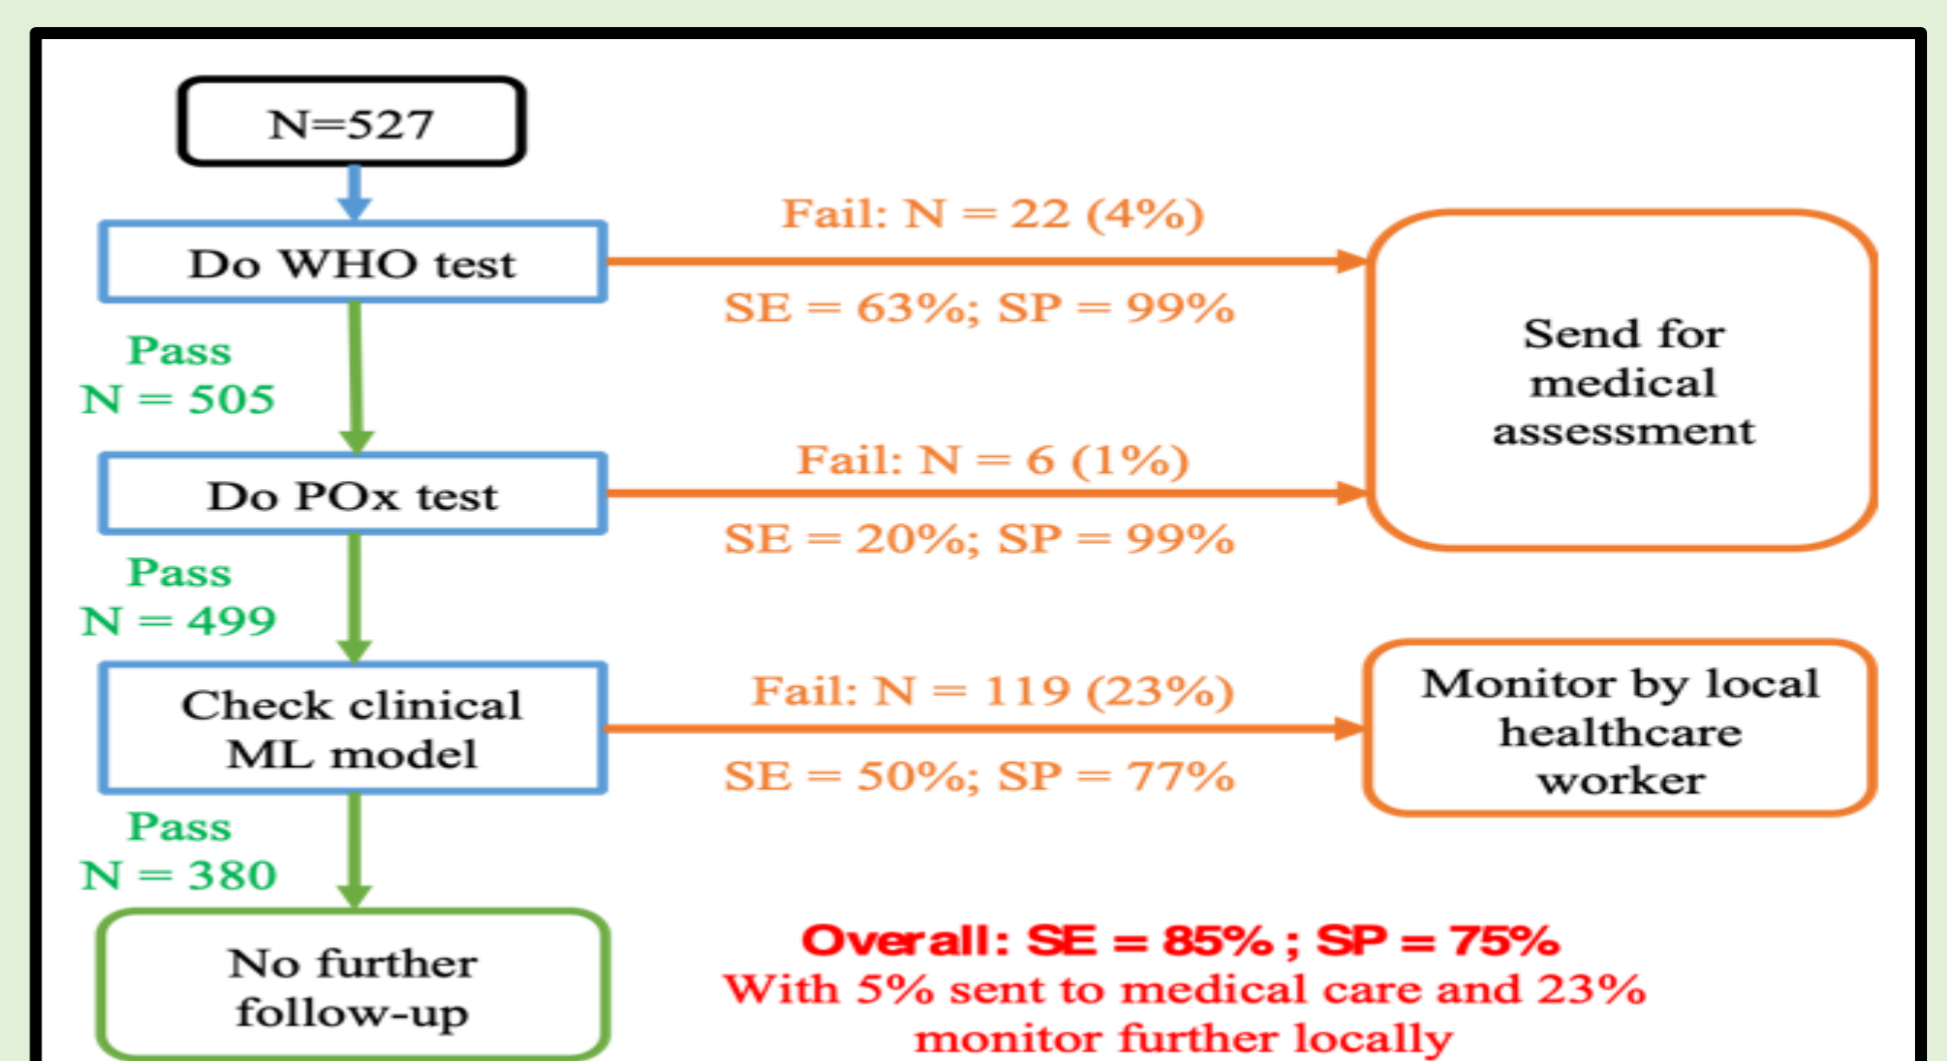 N=527
Do WHO test
Fail: N = 22 (4%)
SE = 63%; SP = 99%
Send for
medical
assessment
Pass
N = 505
Do POx test
Fail: N = 6 (1%)
SE = 20%; SP = 99%
Pass
N = 499
Check clinical
ML model
Fail: N = 119 (23%)
SE = 50%; SP = 77%
Monitor by local
healthcare
worker
Pass
N = 380
No further
follow-up
Overall: SE = 85% ; SP = 75%
With 5% sent to medical care and 23%
monitor further locally